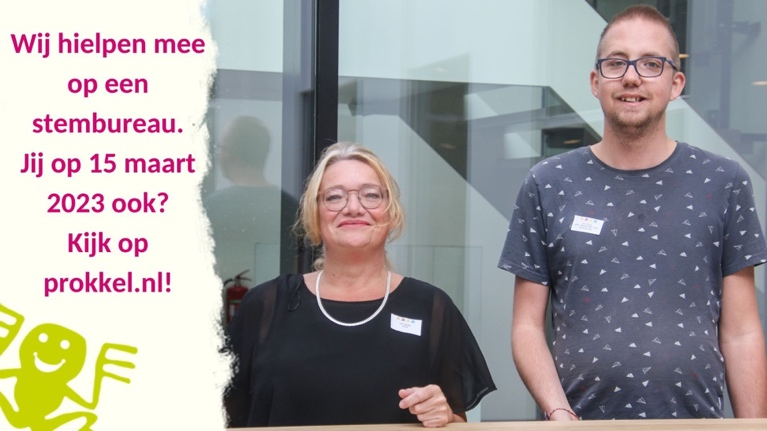 Wij hielpen mee
op een
stembureau.
Jij op 15 maart
2023 ook?
Kijk op
prokkel.nl!